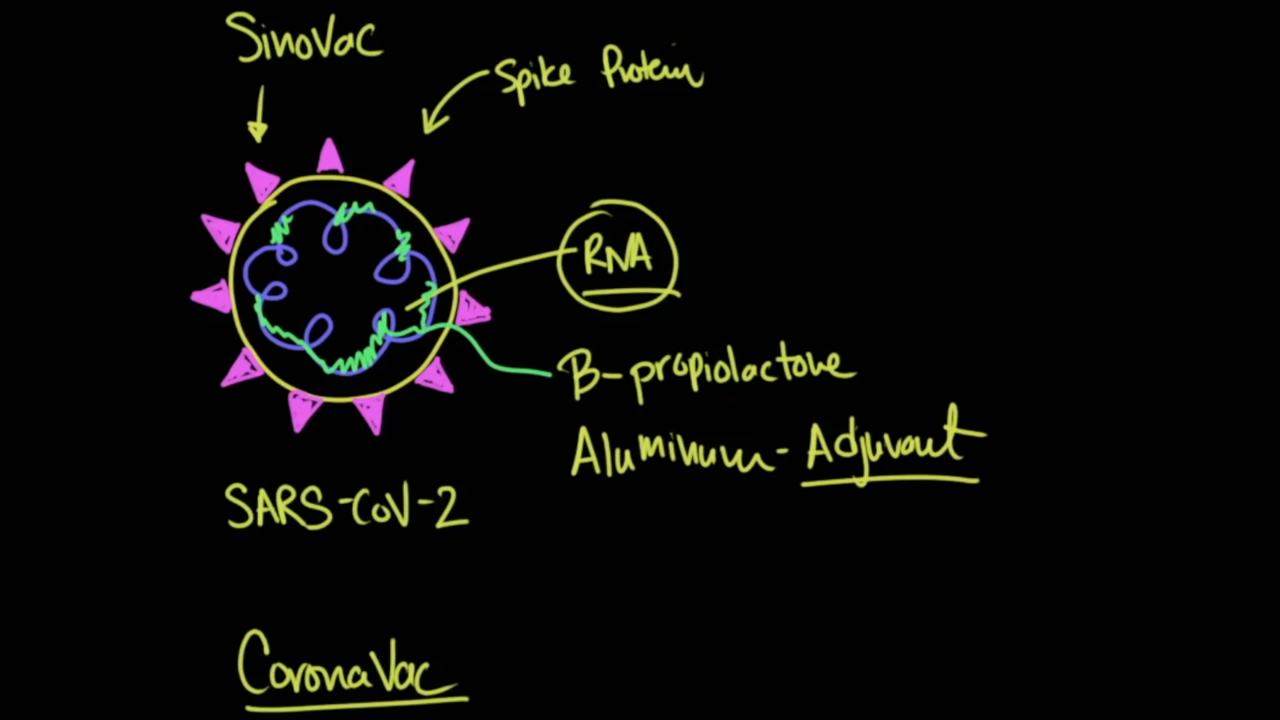 SinoVac
Spike Protein
RNA
B-propiolactone
Aluminum-Adjuvant
SARS-CoV-2
CoronaVac